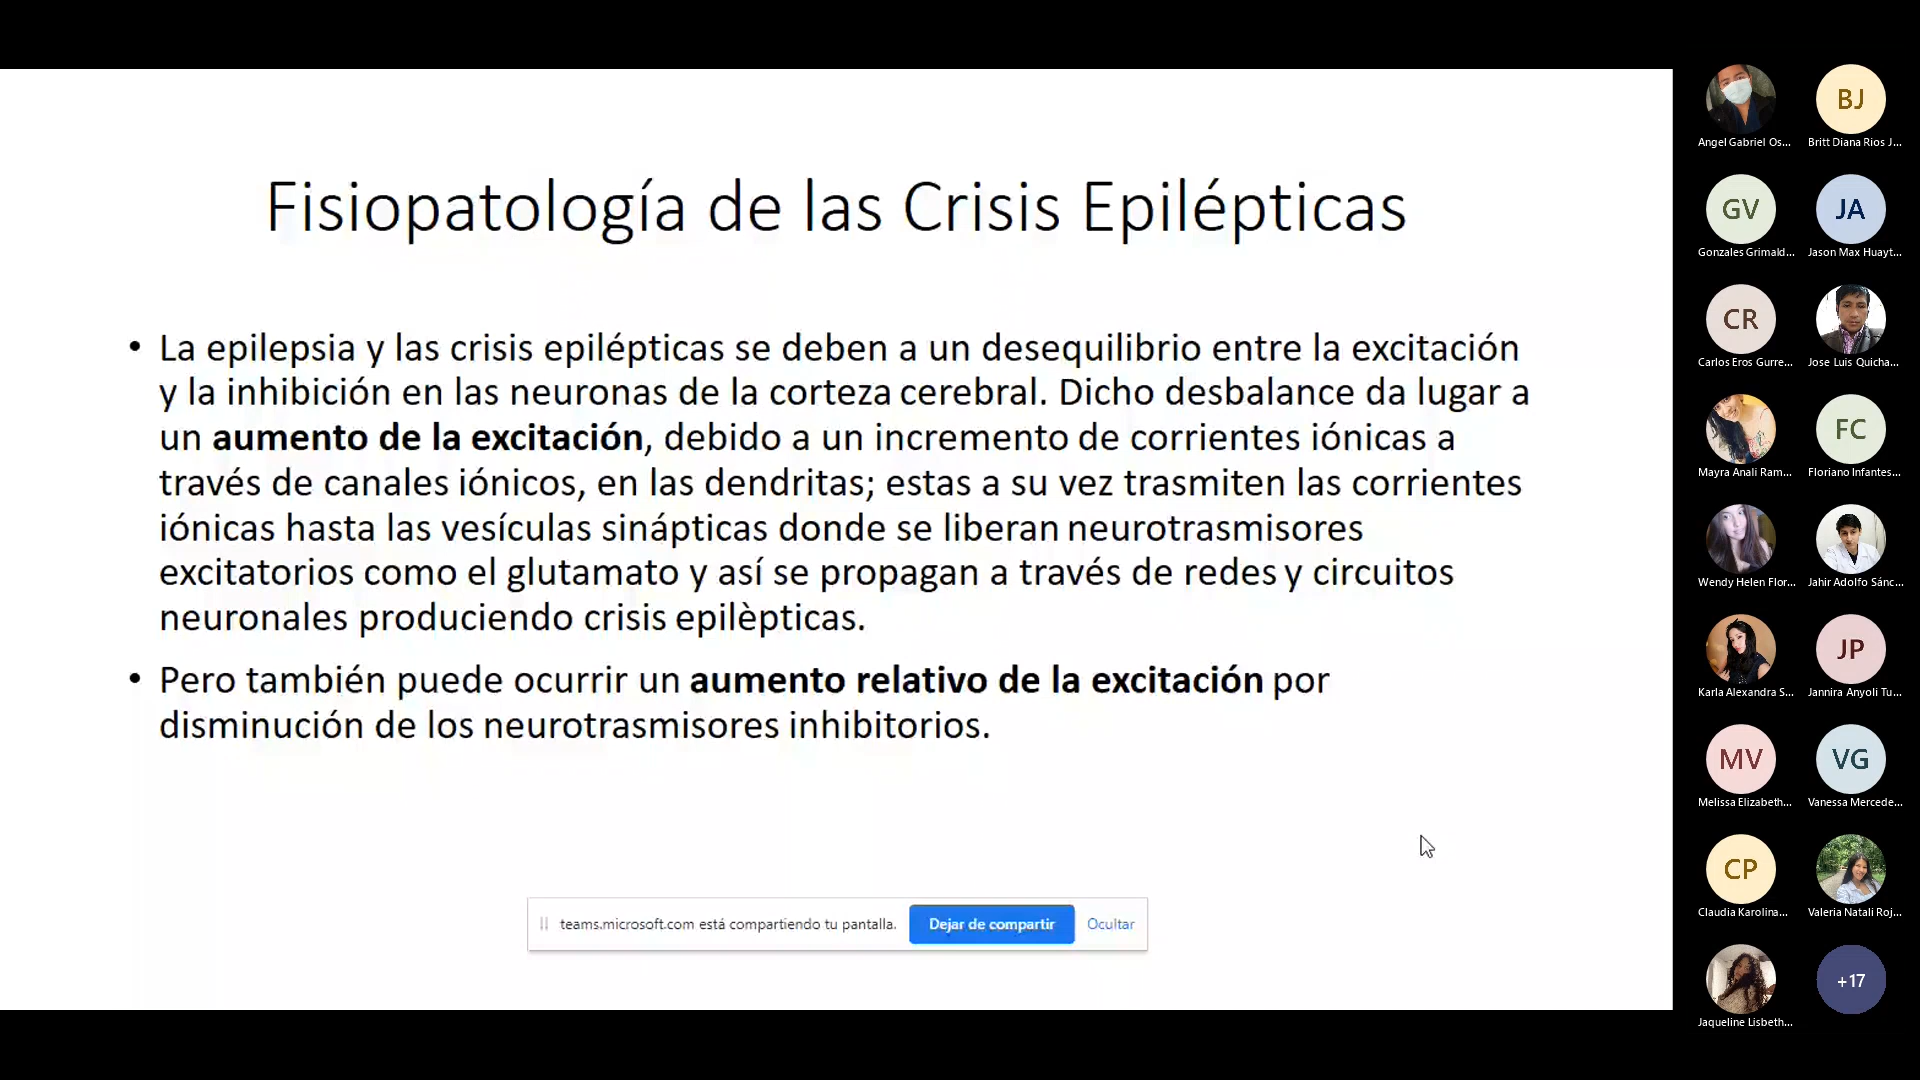 Fisiopatología de las Crisis Epilépticas
• La epilepsia y las crisis epilépticas se deben a un desequilibrio entre la excitación
y la inhibición en las neuronas de la corteza cerebral. Dicho desbalance da lugar a
un aumento de la excitación, debido a un incremento de corrientes iónicas a
través de canales iónicos, en las dendritas; estas a su vez trasmiten las corrientes
iónicas hasta las vesículas sinápticas donde se liberan neurotrasmisores
excitatorios como el glutamato y así se propagan a través de redes y circuitos
neuronales produciendo crisis epilèpticas.
• Pero también puede ocurrir un aumento relativo de la excitación por
disminución de los neurotrasmisores inhibitorios.
teams.microsoft.com está compartiendo tu pantalla. Dejar de compartir Ocultar
BJ
Angel Gabriel Os... Britt Diana Rios J...
GV JA
Gonzales Grimald... Jason Max Huayt...
CR
Carlos Eros Gurre... Jose Luis Quicha...
FC
Mayra Anali Ram... Floriano Infantes...
Wendy Helen Flor... Jahir Adolfo Sánc...
JP
Karla Alexandra S... Jannira Anyoli Tu...
MV VG
Melissa Elizabeth... Vanessa Mercede...
CP
Claudia Karolina... Valeria Natali Roj...
+17
Jaqueline Lisbeth...